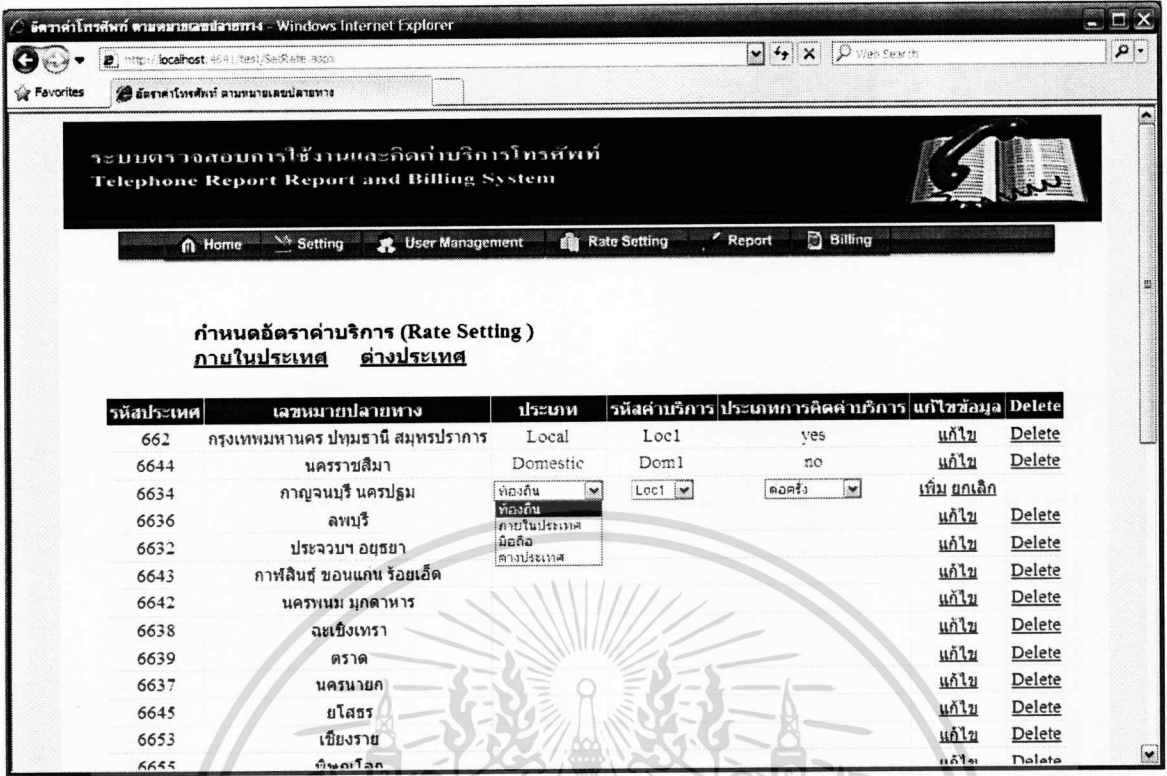 อัตราค่าโทรศัพท์ ตามหมายเลขปลายทาง - Windows Internet Explorer
http://localhost:4641/test/SelRate.aspx
Web Search
Favorites
อัตราค่าโทรศัพท์ ตามหมายเลขปลายทาง
ระบบตรวจสอบการใช้งานและคิดค่าบริการโทรศัพท์
Telephone Report Report and Billing System
Home Setting User Management Rate Setting Report Billing
กำหนดอัตราค่าบริการ (Rate Setting )
ภายในประเทศ ต่างประเทศ
รหัสประเทศ เลขหมายปลายทาง ประเภท รหัสค่าบริการ ประเภทการคิดค่าบริการ แก้ไขข้อมูล Delete
662 กรุงเทพมหานคร ปทุมธานี สมุทรปราการ Local Loc1 yes แก้ไข Delete
6644 นครราชสีมา Domestic Dom1 no แก้ไข Delete
6634 กาญจนบุรี นครปฐม ท้องถิ่น Loc1 ต่อครั้ง เพิ่ม ยกเลิก
ท้องถิ่น
ภายในประเทศ
มือถือ
ต่างประเทศ
6636 ลพบุรี แก้ไข Delete
6632 ประจวบฯ อยุธยา แก้ไข Delete
6643 กาฬสินธุ์ ขอนแก่น ร้อยเอ็ด แก้ไข Delete
6642 นครพนม มุกดาหาร แก้ไข Delete
6638 ฉะเชิงเทรา แก้ไข Delete
6639 ตราด แก้ไข Delete
6637 นครนายก แก้ไข Delete
6645 ยโสธร แก้ไข Delete
6653 เชียงราย แก้ไข Delete
6655 พิษณุโลก แก้ไข Delete